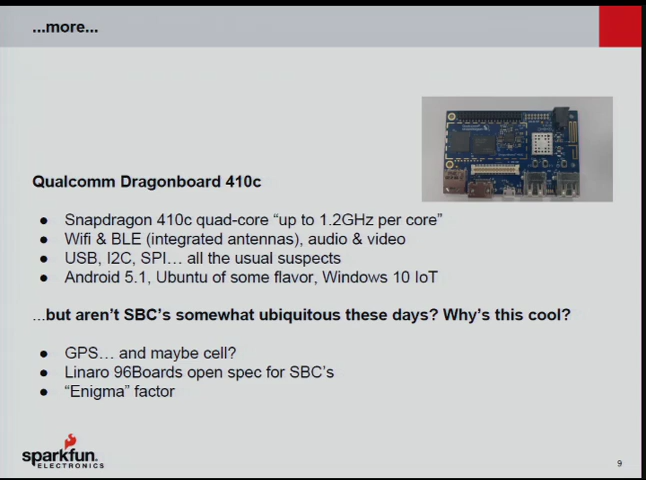 ...more...
Qualcomm Dragonboard 410c
● Snapdragon 410c quad-core “up to 1.2GHz per core”
● Wifi & BLE (integrated antennas), audio & video
● USB, I2C, SPI… all the usual suspects
● Android 5.1, Ubuntu of some flavor, Windows 10 IoT
...but aren’t SBC’s somewhat ubiquitous these days? Why’s this cool?
● GPS… and maybe cell?
● Linaro 96Boards open spec for SBC’s
● “Enigma” factor
sparkfun
ELECTRONICS
9